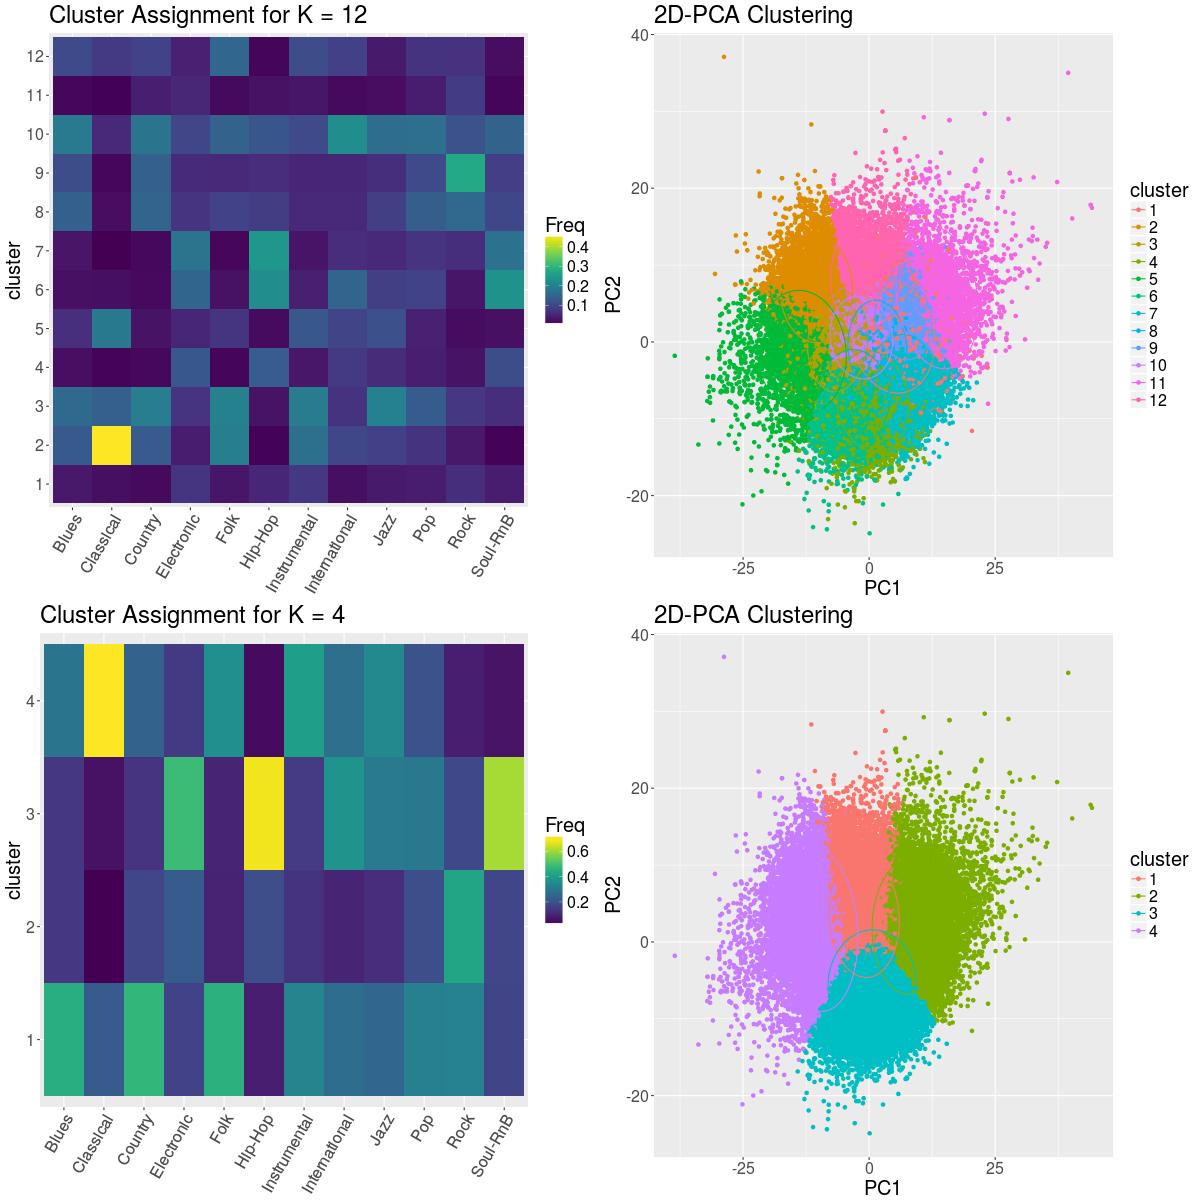 Cluster Assignment for K = 12
cluster
12
11
10
9
8
7
6
5
4
3
2
1
Blues
Classical
Country
Electronic
Folk
Hip-Hop
Instrumental
International
Jazz
Pop
Rock
Soul-RnB
Freq
0.4
0.3
0.2
0.1
2D-PCA Clustering
PC2
40
20
0
-20
-25
0
25
PC1
cluster
1
2
3
4
5
6
7
8
9
10
11
12
Cluster Assignment for K = 4
cluster
4
3
2
1
Blues
Classical
Country
Electronic
Folk
Hip-Hop
Instrumental
International
Jazz
Pop
Rock
Soul-RnB
Freq
0.6
0.4
0.2
2D-PCA Clustering
PC2
40
20
0
-20
-25
0
25
PC1
cluster
1
2
3
4